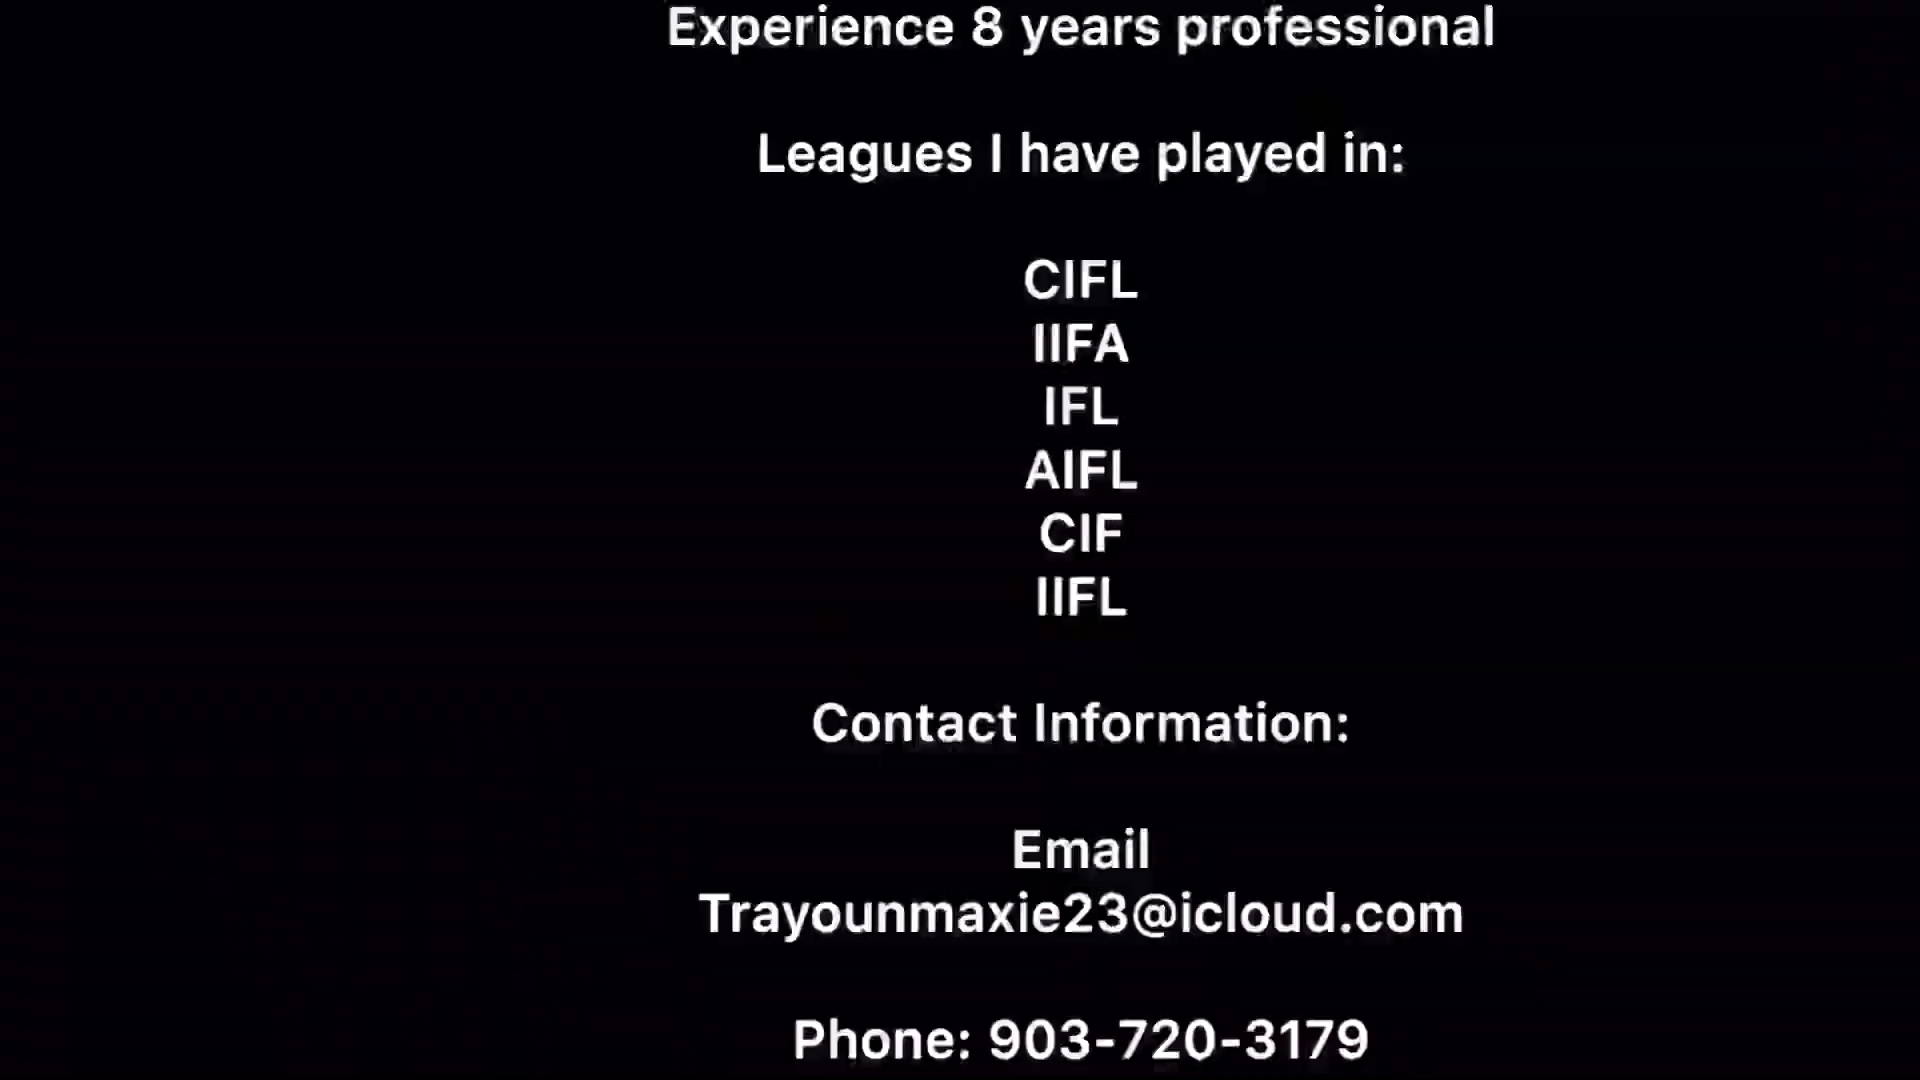 Experience 8 years professional
Leagues I have played in:
CIFL
IIFA
IFL
AIFL
CIF
IIFL
Contact Information:
Email
Trayounmaxie23@icloud.com
Phone: 903-720-3179